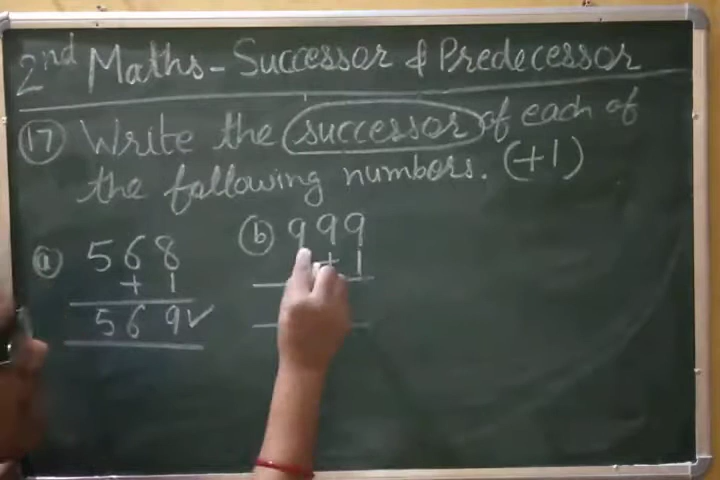 2nd Maths - Successor & Predecessor
17 Write the successor of each of
the following numbers. (+1)
a 568
+ 1
569 ✓
b 999
+ 1